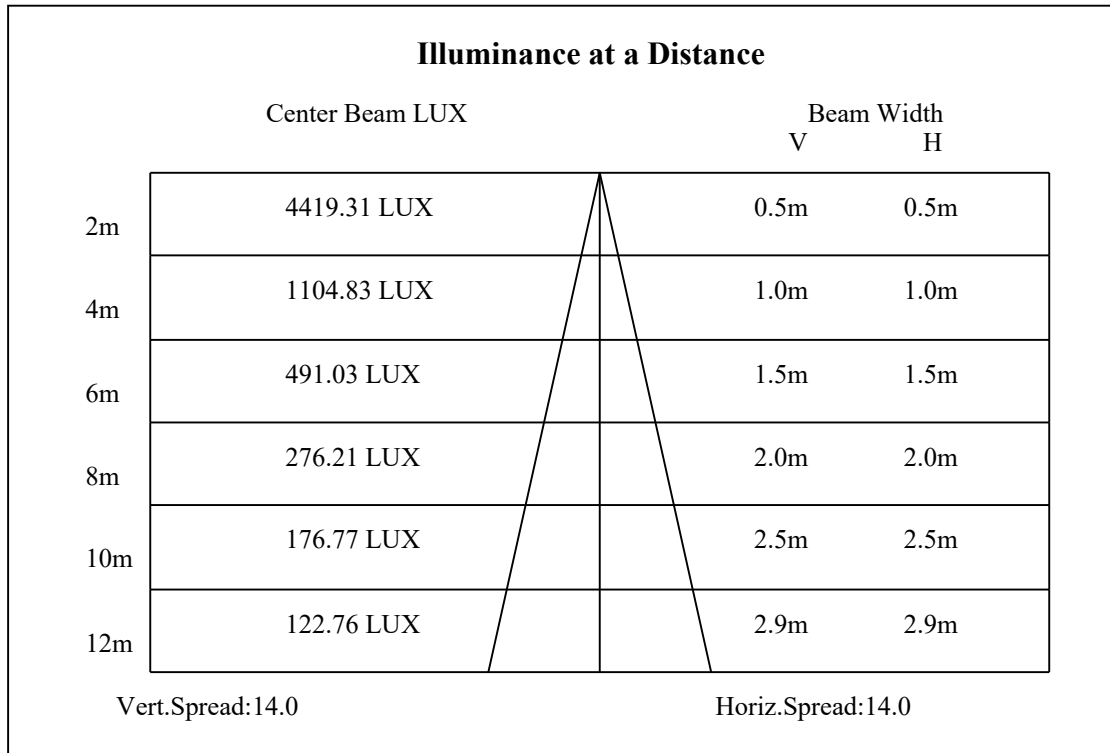 Illuminance at a Distance
Center Beam LUX Beam Width
V H
2m 4419.31 LUX 0.5m 0.5m
4m 1104.83 LUX 1.0m 1.0m
6m 491.03 LUX 1.5m 1.5m
8m 276.21 LUX 2.0m 2.0m
10m 176.77 LUX 2.5m 2.5m
12m 122.76 LUX 2.9m 2.9m
Vert.Spread:14.0 Horiz.Spread:14.0